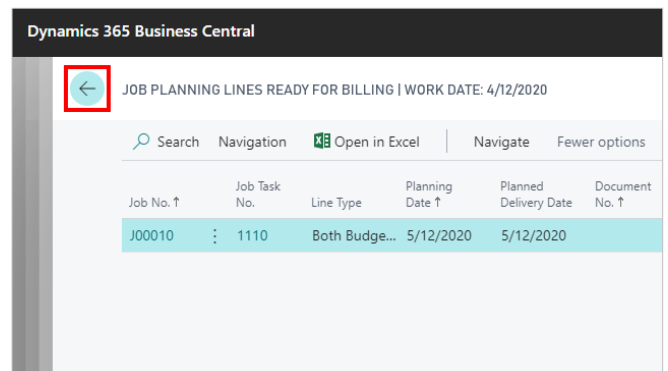 Dynamics 365 Business Central
JOB PLANNING LINES READY FOR BILLING | WORK DATE: 4/12/2020
Search Navigation Open in Excel Navigate Fewer options
Job No. ↑ Job Task No. Line Type Planning Date ↑ Planned Delivery Date Document No. ↑
J00010 1110 Both Budge... 5/12/2020 5/12/2020